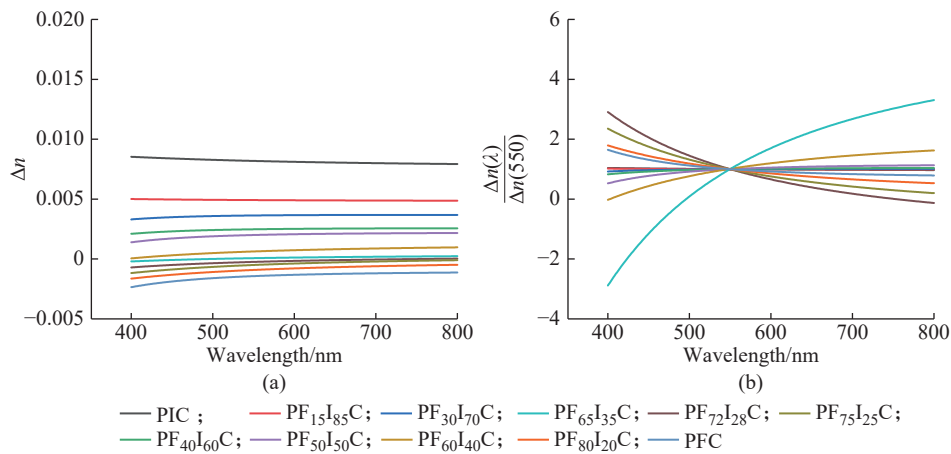 0.020
0.015
0.010
0.005
0
−0.005
Δn
400 500 600 700 800
Wavelength/nm
(a)
6
4
2
0
−2
−4
Δn(λ)
Δn(550)
400 500 600 700 800
Wavelength/nm
(b)
PIC; PF15I85C; PF30I70C; PF65I35C; PF72I28C; PF75I25C;
PF40I60C; PF50I50C; PF60I40C; PF80I20C; PFC